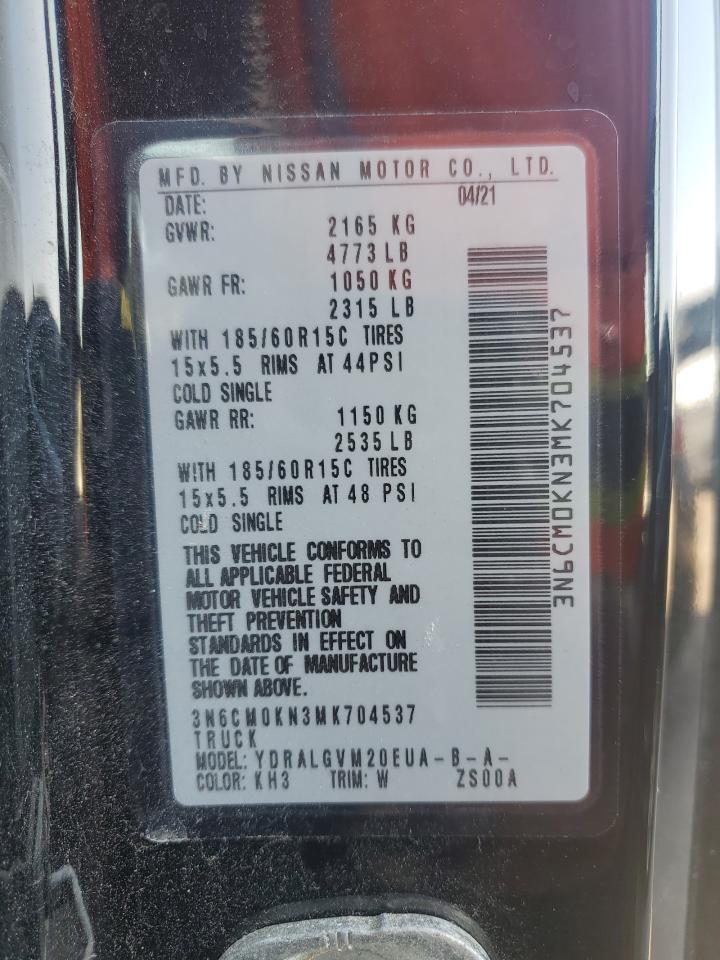 MFD. BY NISSAN MOTOR CO., LTD.
DATE: 04/21
GVWR: 2165 KG
4773 LB
GAWR FR: 1050 KG
2315 LB
WITH 185/60R15C TIRES
15x5.5 RIMS AT 44PSI
COLD SINGLE
GAWR RR: 1150 KG
2535 LB
WITH 185/60R15C TIRES
15x5.5 RIMS AT 48 PSI
COLD SINGLE
THIS VEHICLE CONFORMS TO
ALL APPLICABLE FEDERAL
MOTOR VEHICLE SAFETY AND
THEFT PREVENTION
STANDARDS IN EFFECT ON
THE DATE OF MANUFACTURE
SHOWN ABOVE.
3N6CM0KN3MK704537
TRUCK
MODEL: YDRALGVM20EUA-B-A-
COLOR: KH3 TRIM: W ZS00A
3N6CM0KN3MK704537